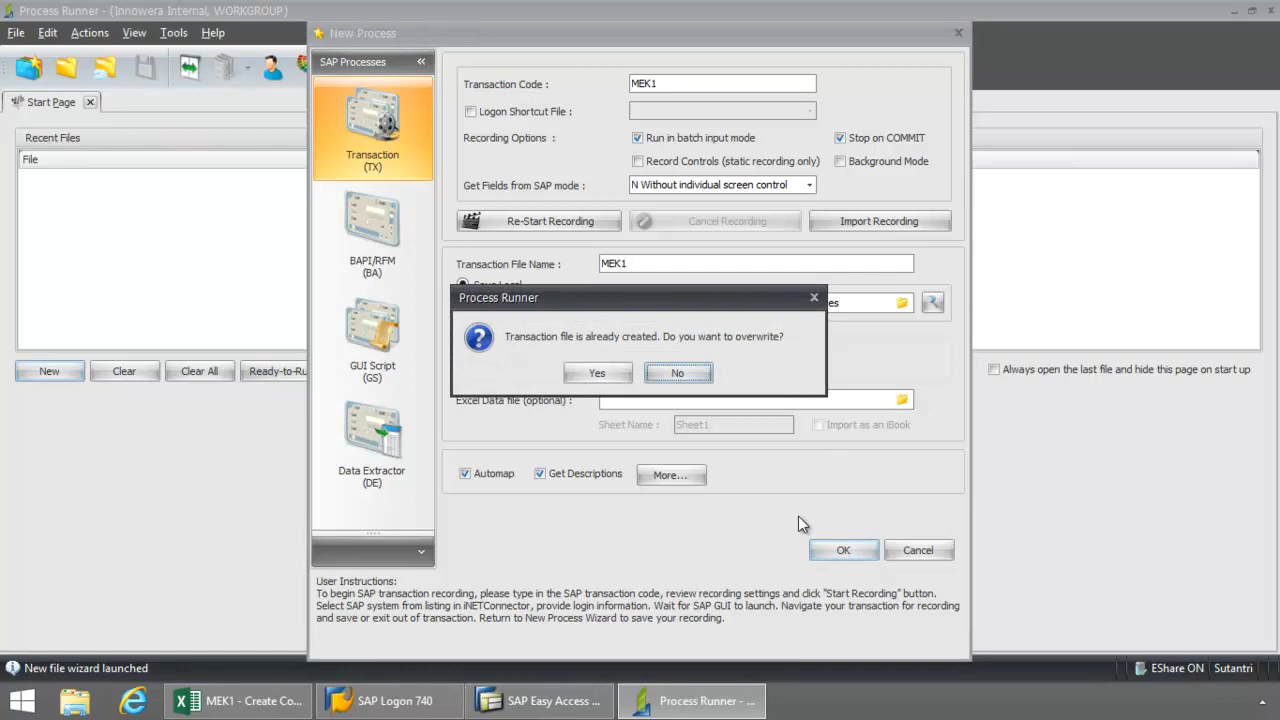 Process Runner - (Innowera Internal, WORKGROUP)
File Edit Actions View Tools Help
Start Page
Recent Files
File
New Clear Clear All Ready-to-Ru
Always open the last file and hide this page on start up
New Process
SAP Processes «
Transaction
(TX)
BAPI/RFM
(BA)
GUI Script
(GS)
Data Extractor
(DE)
Transaction Code : MEK1
Logon Shortcut File :
Recording Options : Run in batch input mode Stop on COMMIT
Record Controls (static recording only) Background Mode
Get Fields from SAP mode : N Without individual screen control
Re-Start Recording Cancel Recording Import Recording
Transaction File Name : MEK1
Save Local
es
Process Runner
Transaction file is already created. Do you want to overwrite?
Yes No
Excel Data file (optional) :
Sheet Name : Sheet1 Import as an iBook
Automap Get Descriptions More...
OK Cancel
User Instructions:
To begin SAP transaction recording, please type in the SAP transaction code, review recording settings and click "Start Recording" button.
Select SAP system from listing in iNETConnector, provide login information. Wait for SAP GUI to launch. Navigate your transaction for recording
and save or exit out of transaction. Return to New Process Wizard to save your recording.
New file wizard launched EShare ON Sutantri
MEK1 - Create Co... SAP Logon 740 SAP Easy Access ... Process Runner - ...